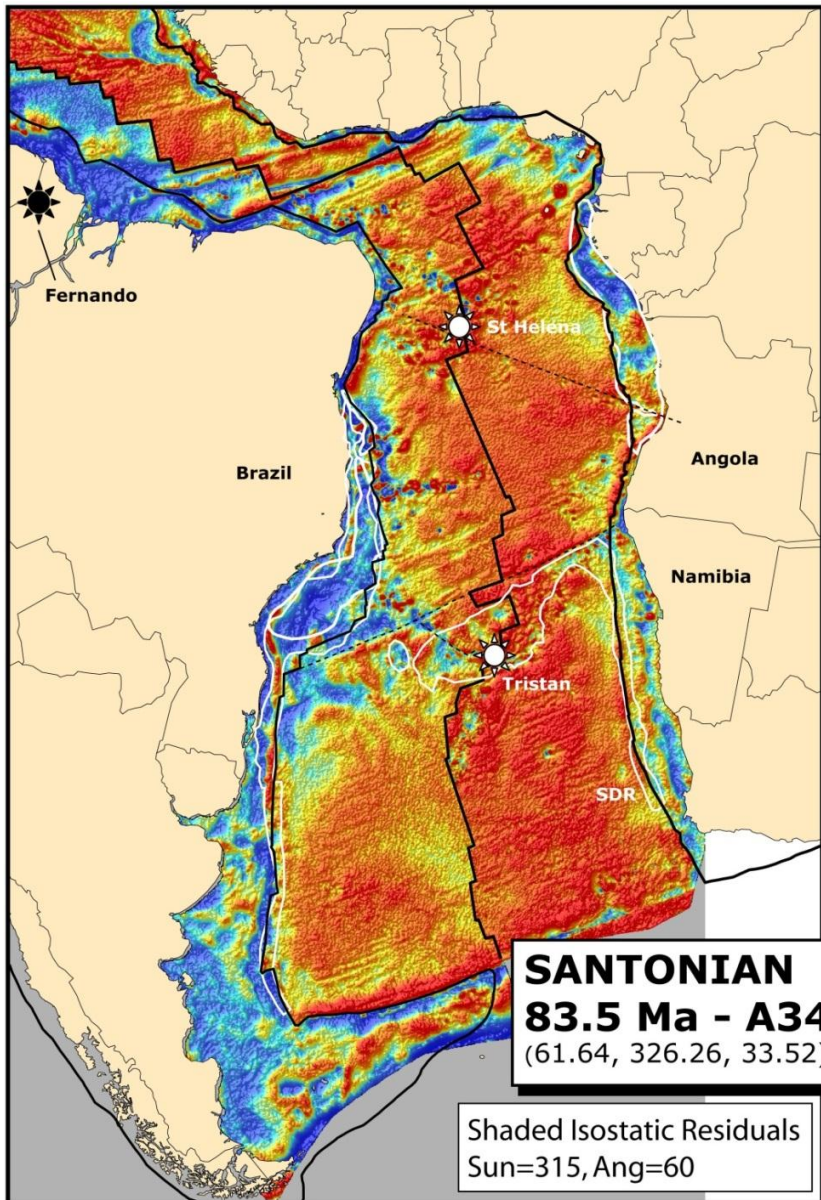 Fernando
St Helena
Brazil
Angola
Namibia
Tristan
SDR
SANTONIAN
83.5 Ma - A34
(61.64, 326.26, 33.52)
Shaded Isostatic Residuals
Sun=315, Ang=60